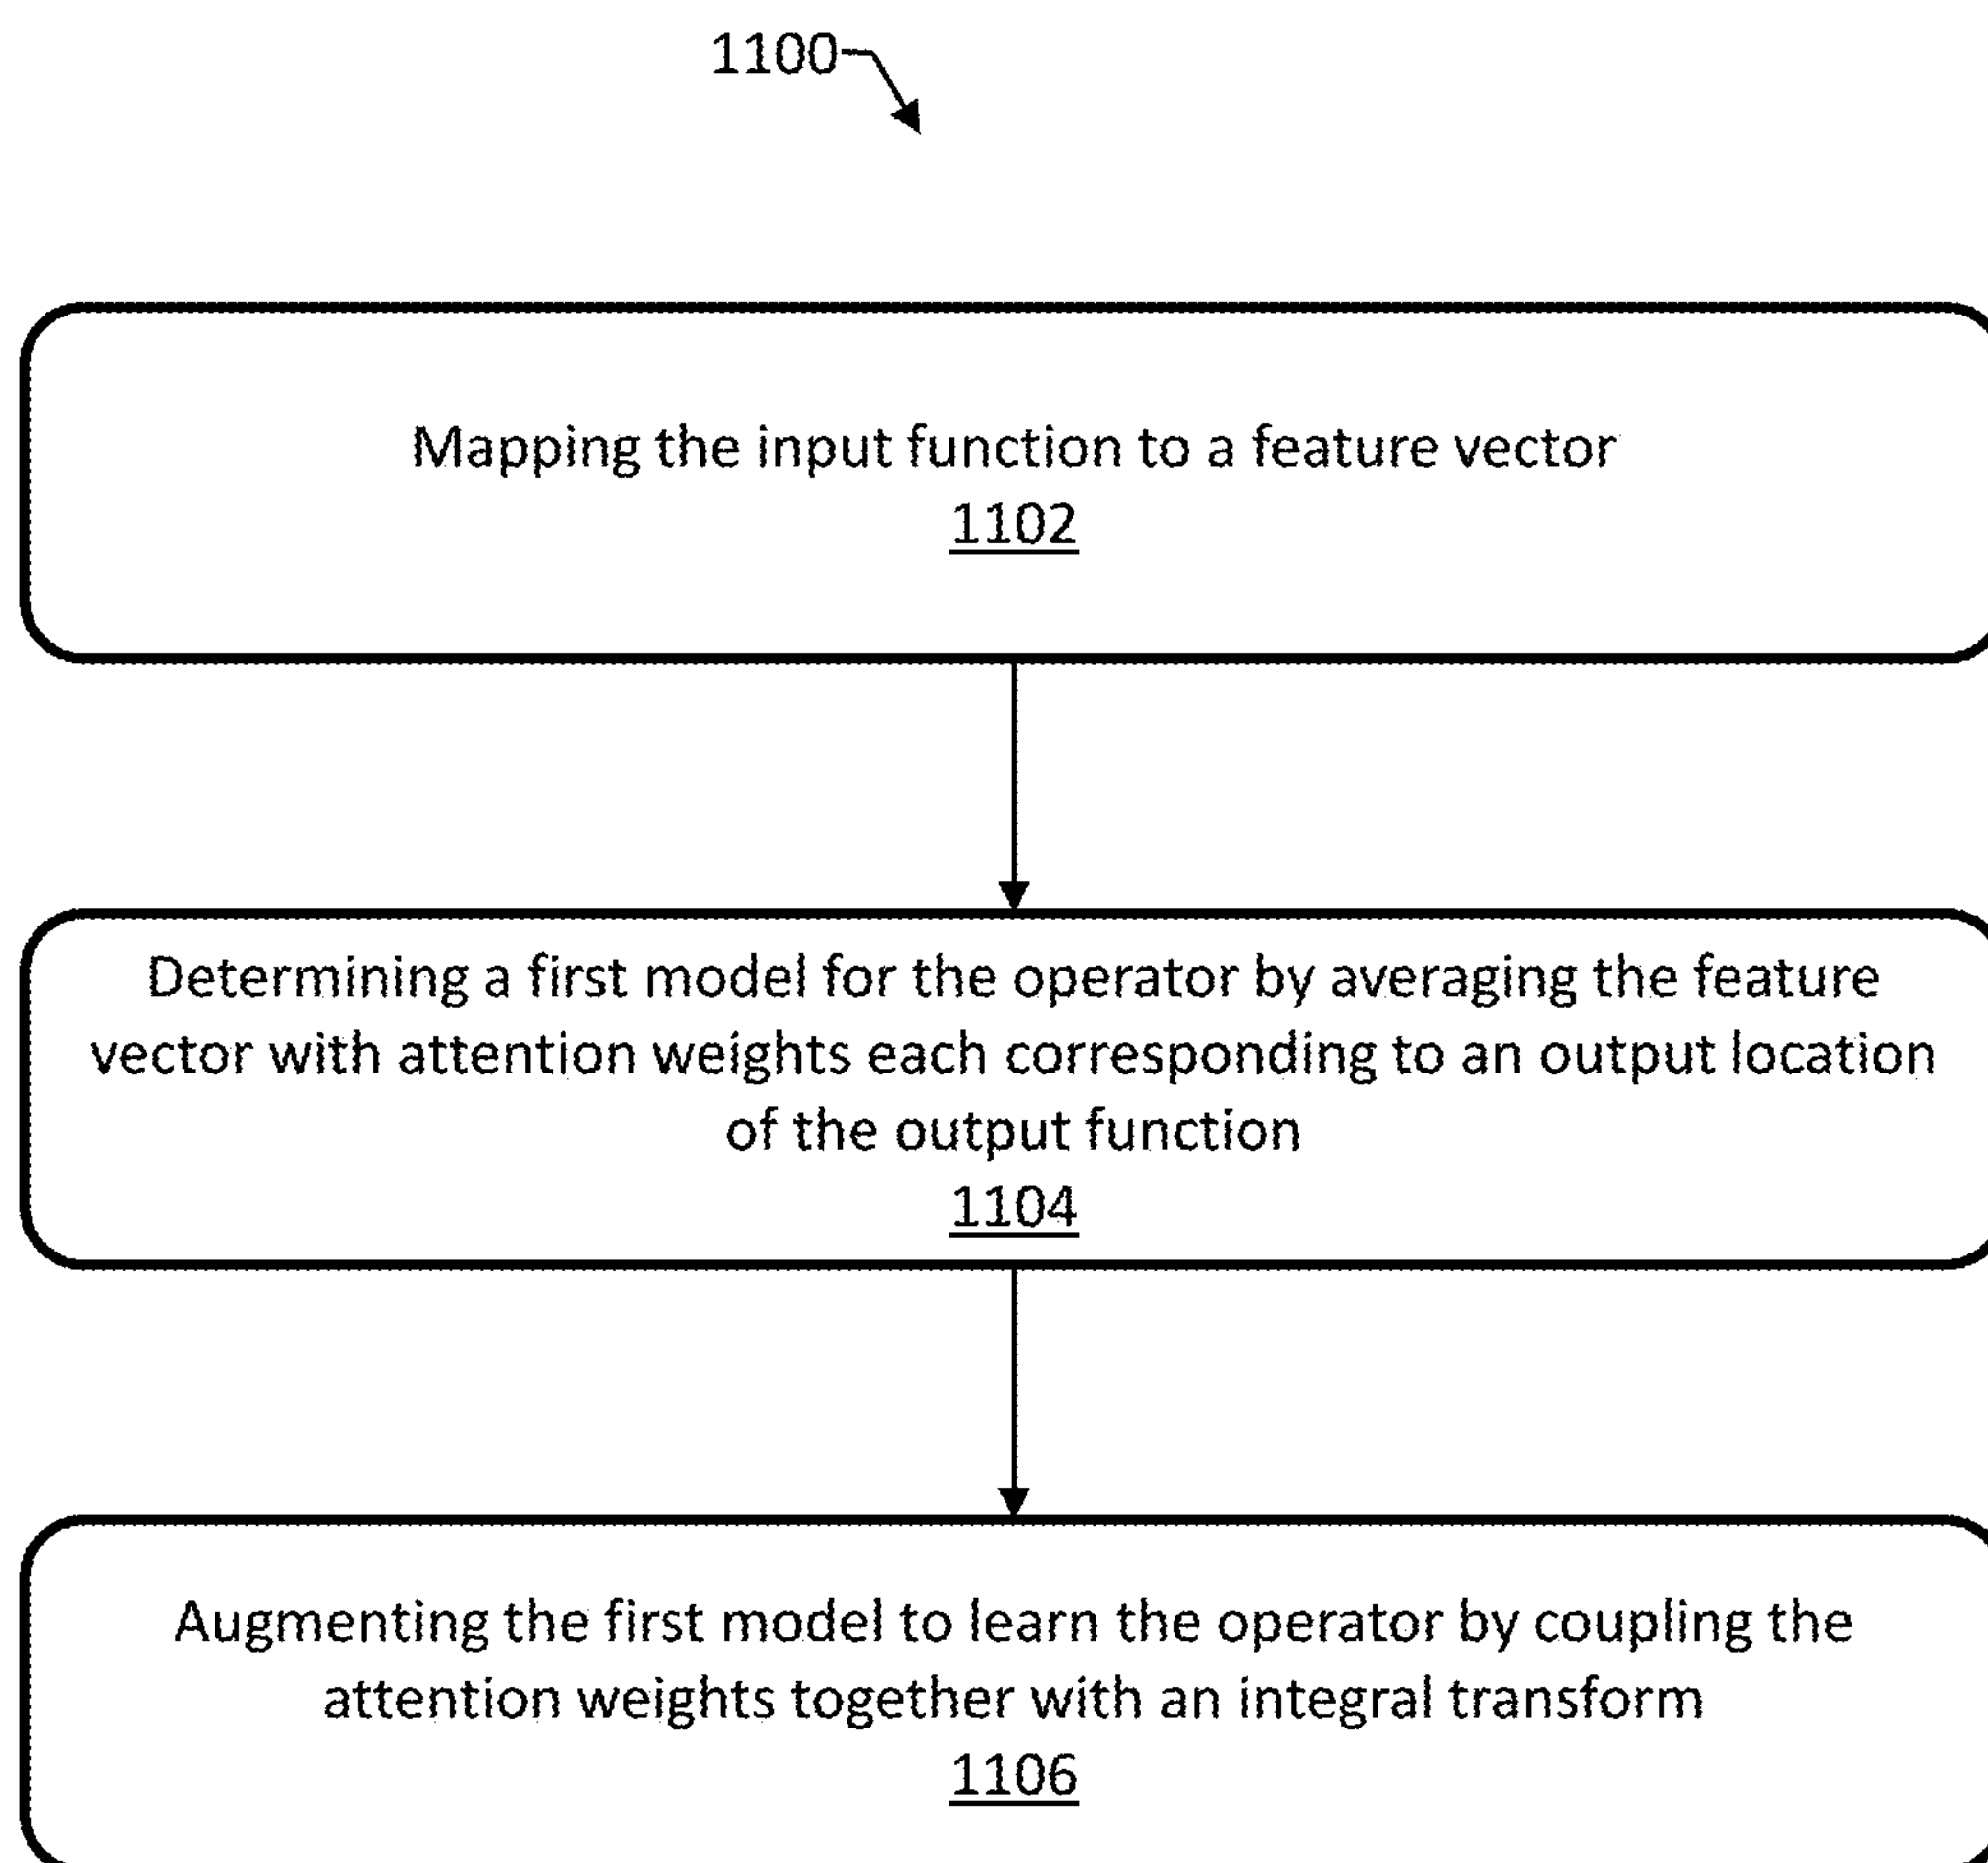 1100
Mapping the input function to a feature vector
1102
Determining a first model for the operator by averaging the feature
vector with attention weights each corresponding to an output location
of the output function
1104
Augmenting the first model to learn the operator by coupling the
attention weights together with an integral transform
1106